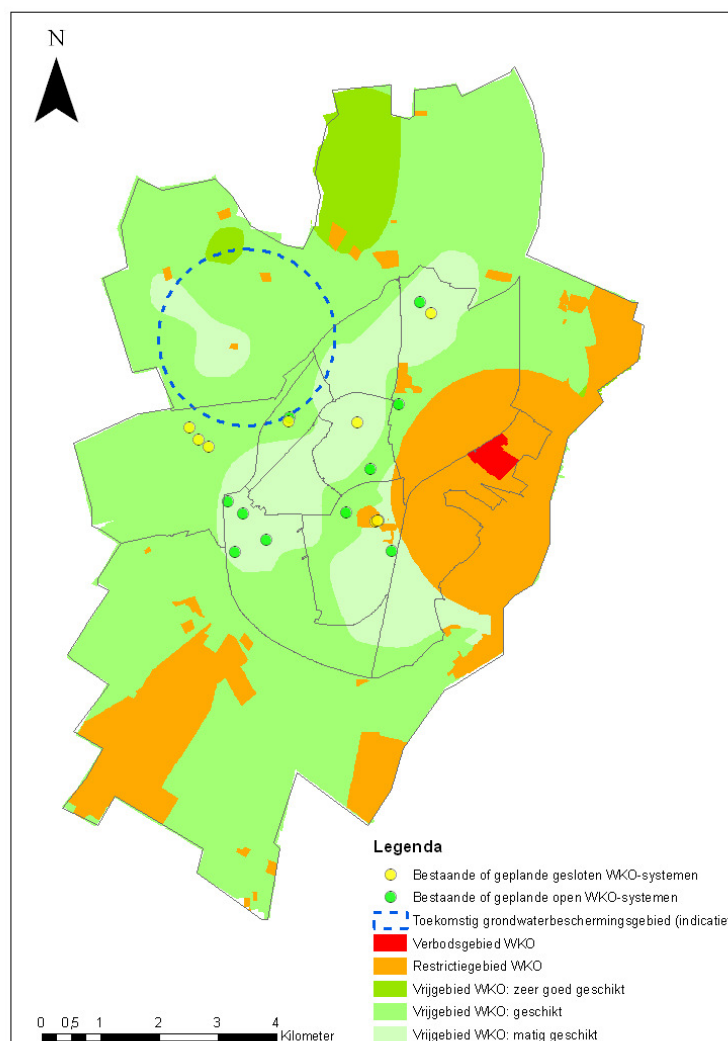 N
Legenda
Bestaande of geplande gesloten WKO-systemen
Bestaande of geplande open WKO-systemen
Toekomstig grondwaterbeschermingsgebied (indicatie
Verbodsgebied WKO
Restrictiegebied WKO
Vrijgebied WKO: zeer goed geschikt
Vrijgebied WKO: geschikt
Vrijgebied WKO: matig geschikt
0 0,5 1 2 3 4
Kilometer